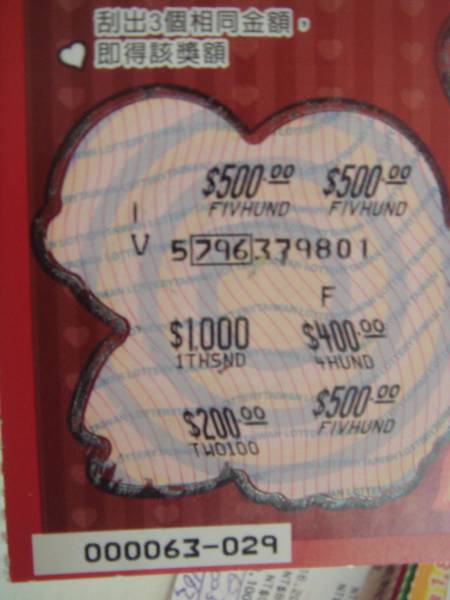 刮出3個相同金額，
即得該獎額
$500.00 $500.00
FIVHUND FIVHUND
I
V 5796379801
F
$1,000 $400.00
1THSND 4HUND
$500.00
FIVHUND
$200.00
TWO100
000063-029